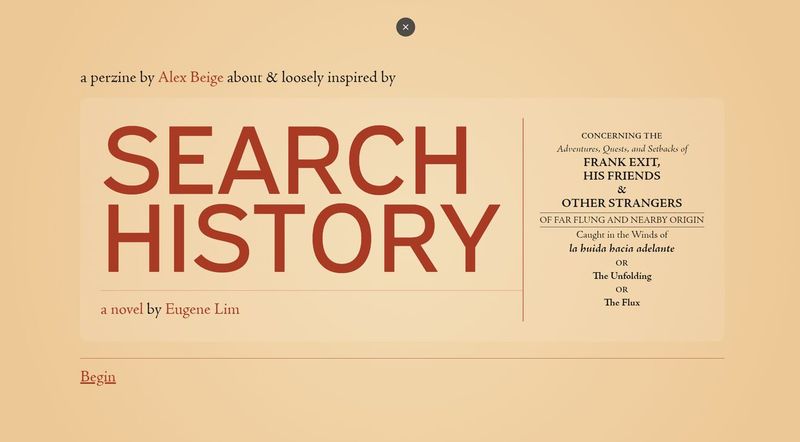 a perzine by Alex Beige about & loosely inspired by
SEARCH
HISTORY
a novel by Eugene Lim
CONCERNING THE
Adventures, Quests, and Setbacks of
FRANK EXIT,
HIS FRIENDS
&
OTHER STRANGERS
OF FAR FLUNG AND NEARBY ORIGIN
Caught in the Winds of
la huida hacia adelante
OR
The Unfolding
OR
The Flux
Begin